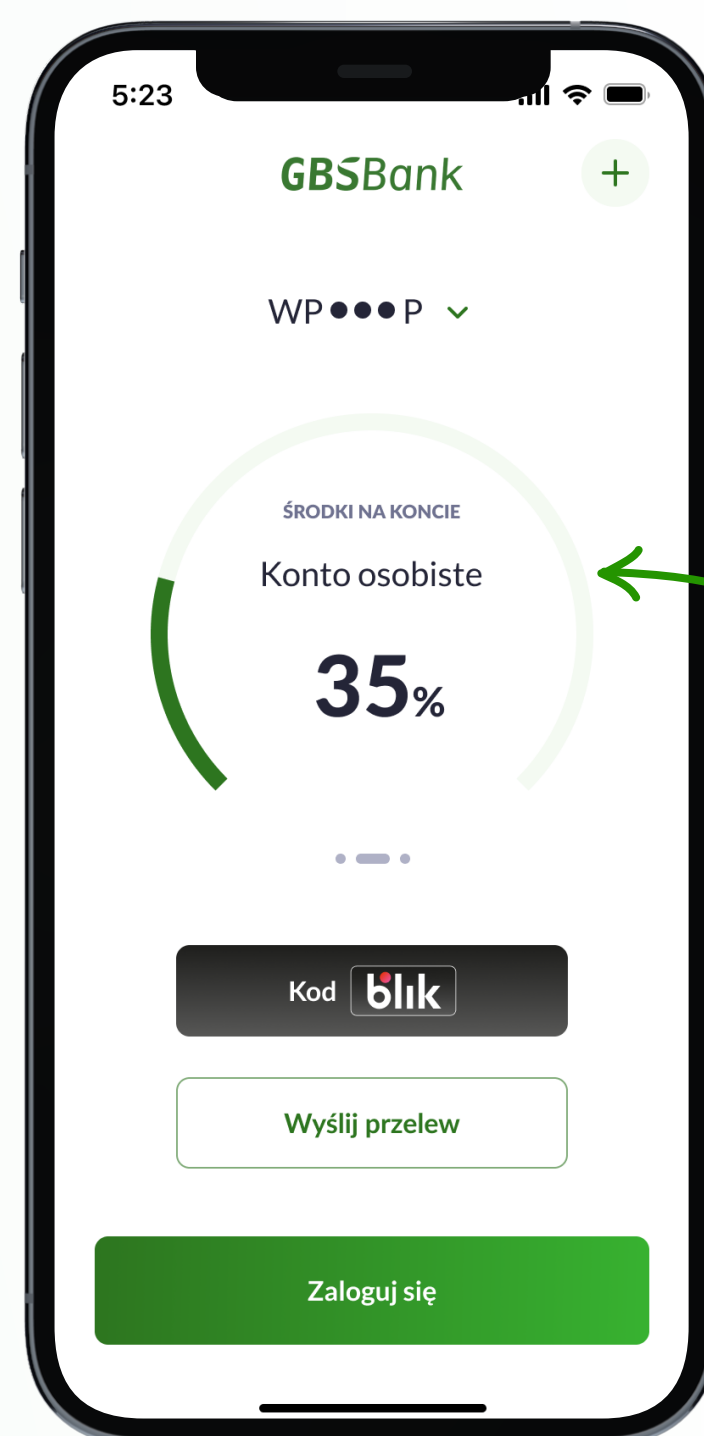 5:23
GBSBank
WP●●●P
ŚRODKI NA KONCIE
Konto osobiste
35%
Kod blik
Wyślij przelew
Zaloguj się